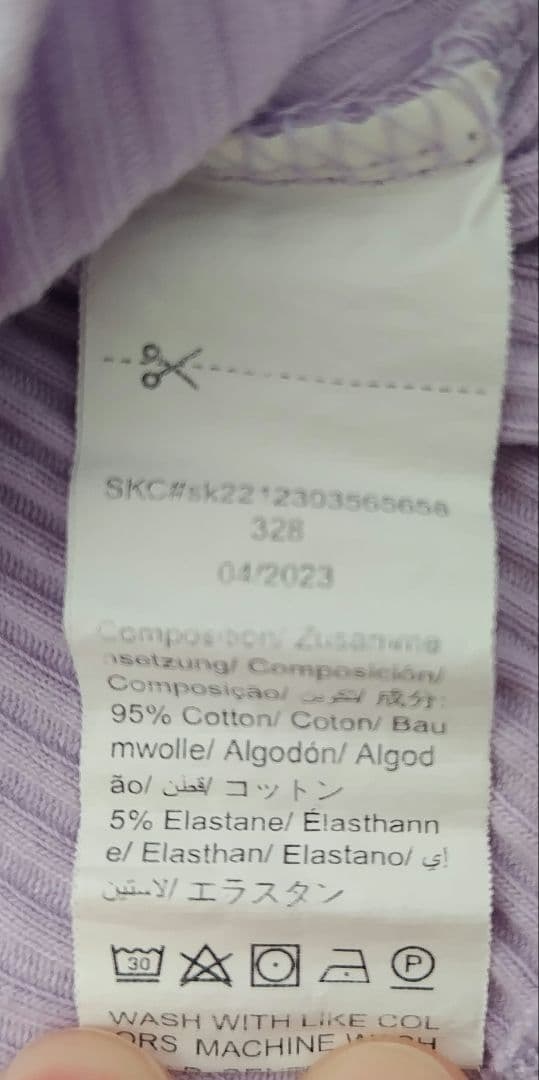 SKC#sk2212303565656
328
04/2023
Composition/ Zusamme
nsetzung/ Composición/
Composição/ التكوين/ 成分:
95% Cotton/ Coton/ Bau
mwolle/ Algodón/ Algod
ão/ قطن/ コットン
5% Elastane/ Élasthann
e/ Elasthan/ Elastano/ إي
لاستين/ エラスタン
30
P
WASH WITH LIKE COL
ORS MACHINE